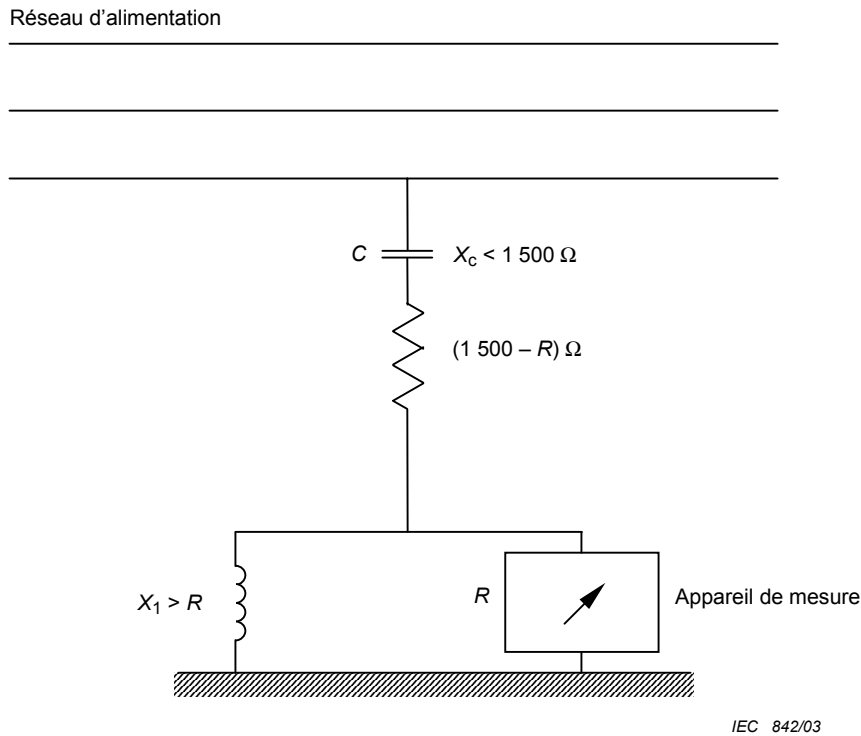 Réseau d’alimentation
C
X_c < 1 500 Ω
(1 500 – R) Ω
X_1 > R
R
Appareil de mesure
IEC 842/03